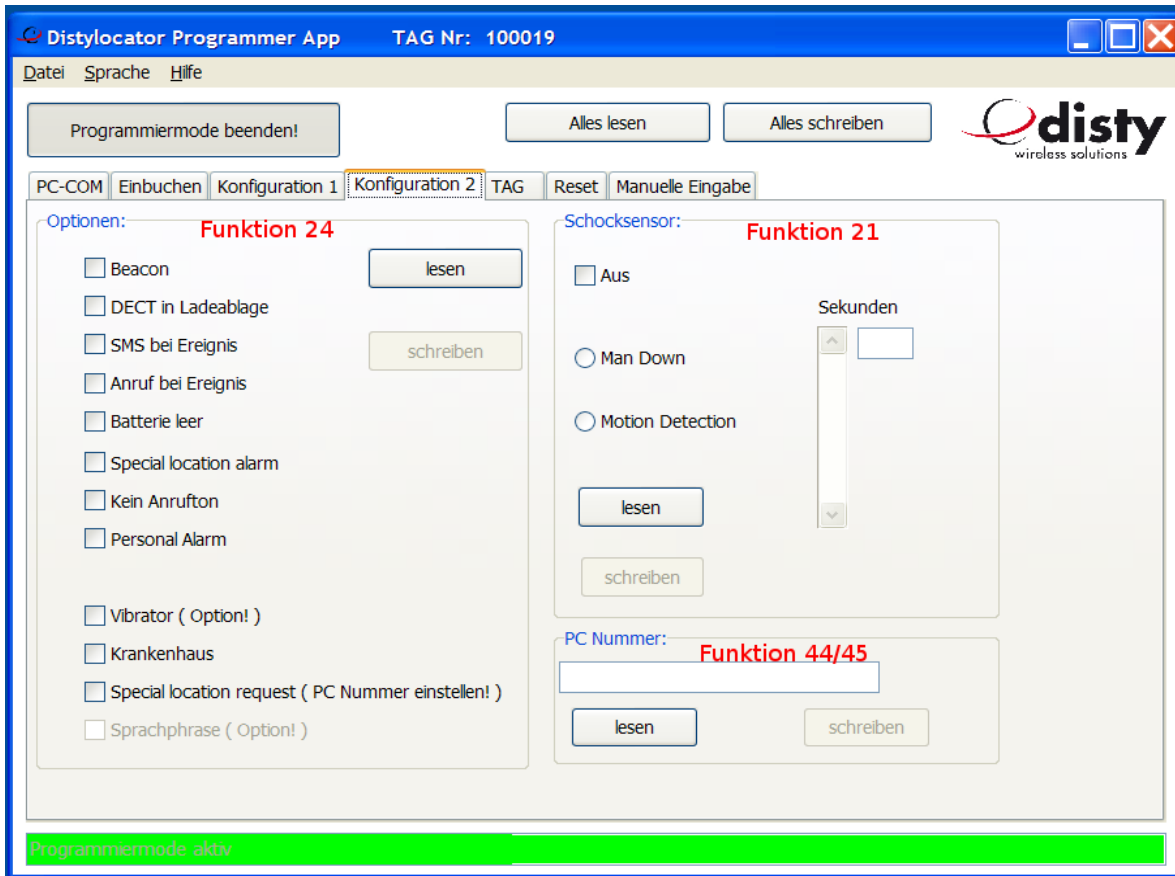 Distylocator Programmer App TAG Nr: 100019
Datei Sprache Hilfe
Programmiermode beenden!
Alles lesen
Alles schreiben
disty
wireless solutions
PC-COM Einbuchen Konfiguration 1 Konfiguration 2 TAG Reset Manuelle Eingabe
Optionen:
Funktion 24
Beacon
lesen
DECT in Ladeablage
SMS bei Ereignis
schreiben
Anruf bei Ereignis
Batterie leer
Special location alarm
Kein Anrufton
Personal Alarm
Vibrator ( Option! )
Krankenhaus
Special location request ( PC Nummer einstellen! )
Sprachphrase ( Option! )
Schocksensor:
Funktion 21
Aus
Sekunden
Man Down
Motion Detection
lesen
schreiben
PC Nummer:
Funktion 44/45
lesen
schreiben
Programmiermode aktiv